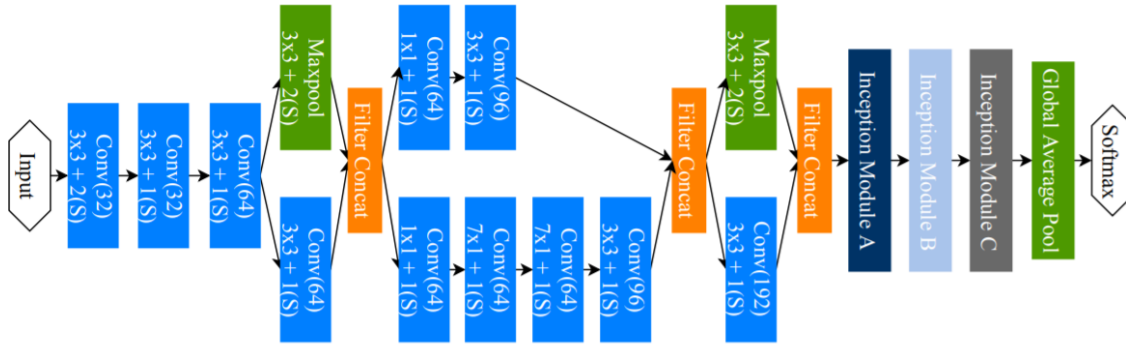 Input
Conv(32)
3x3 + 2(S)
Conv(32)
3x3 + 1(S)
Conv(64)
3x3 + 1(S)
Maxpool
3x3 + 2(S)
Conv(64)
3x3 + 1(S)
Filter Concat
Conv(64)
1x1 + 1(S)
Conv(96)
3x3 + 1(S)
Conv(64)
1x1 + 1(S)
Conv(64)
7x1 + 1(S)
Conv(64)
7x1 + 1(S)
Conv(96)
3x3 + 1(S)
Filter Concat
Maxpool
3x3 + 2(S)
Conv(192)
3x3 + 1(S)
Filter Concat
Inception Module A
Inception Module B
Inception Module C
Global Average Pool
Softmax